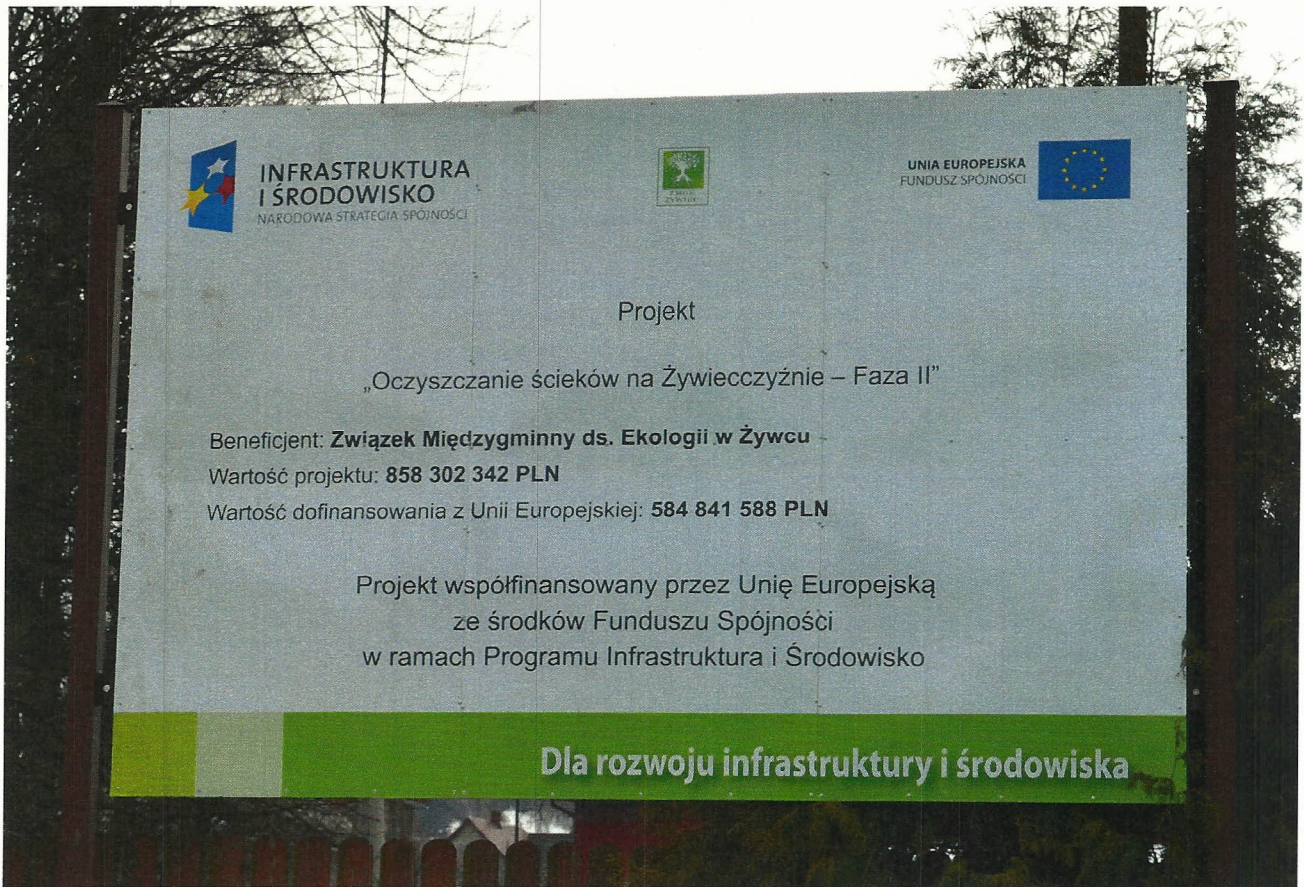 INFRASTRUKTURA
I ŚRODOWISKO
NARODOWA STRATEGIA SPÓJNOŚCI
ŻYWIEC
UNIA EUROPEJSKA
FUNDUSZ SPÓJNOŚCI
Projekt
„Oczyszczanie ścieków na Żywiecczyźnie – Faza II”
Beneficjent: Związek Międzygminny ds. Ekologii w Żywcu
Wartość projektu: 858 302 342 PLN
Wartość dofinansowania z Unii Europejskiej: 584 841 588 PLN
Projekt współfinansowany przez Unię Europejską
ze środków Funduszu Spójności
w ramach Programu Infrastruktura i Środowisko
Dla rozwoju infrastruktury i środowiska